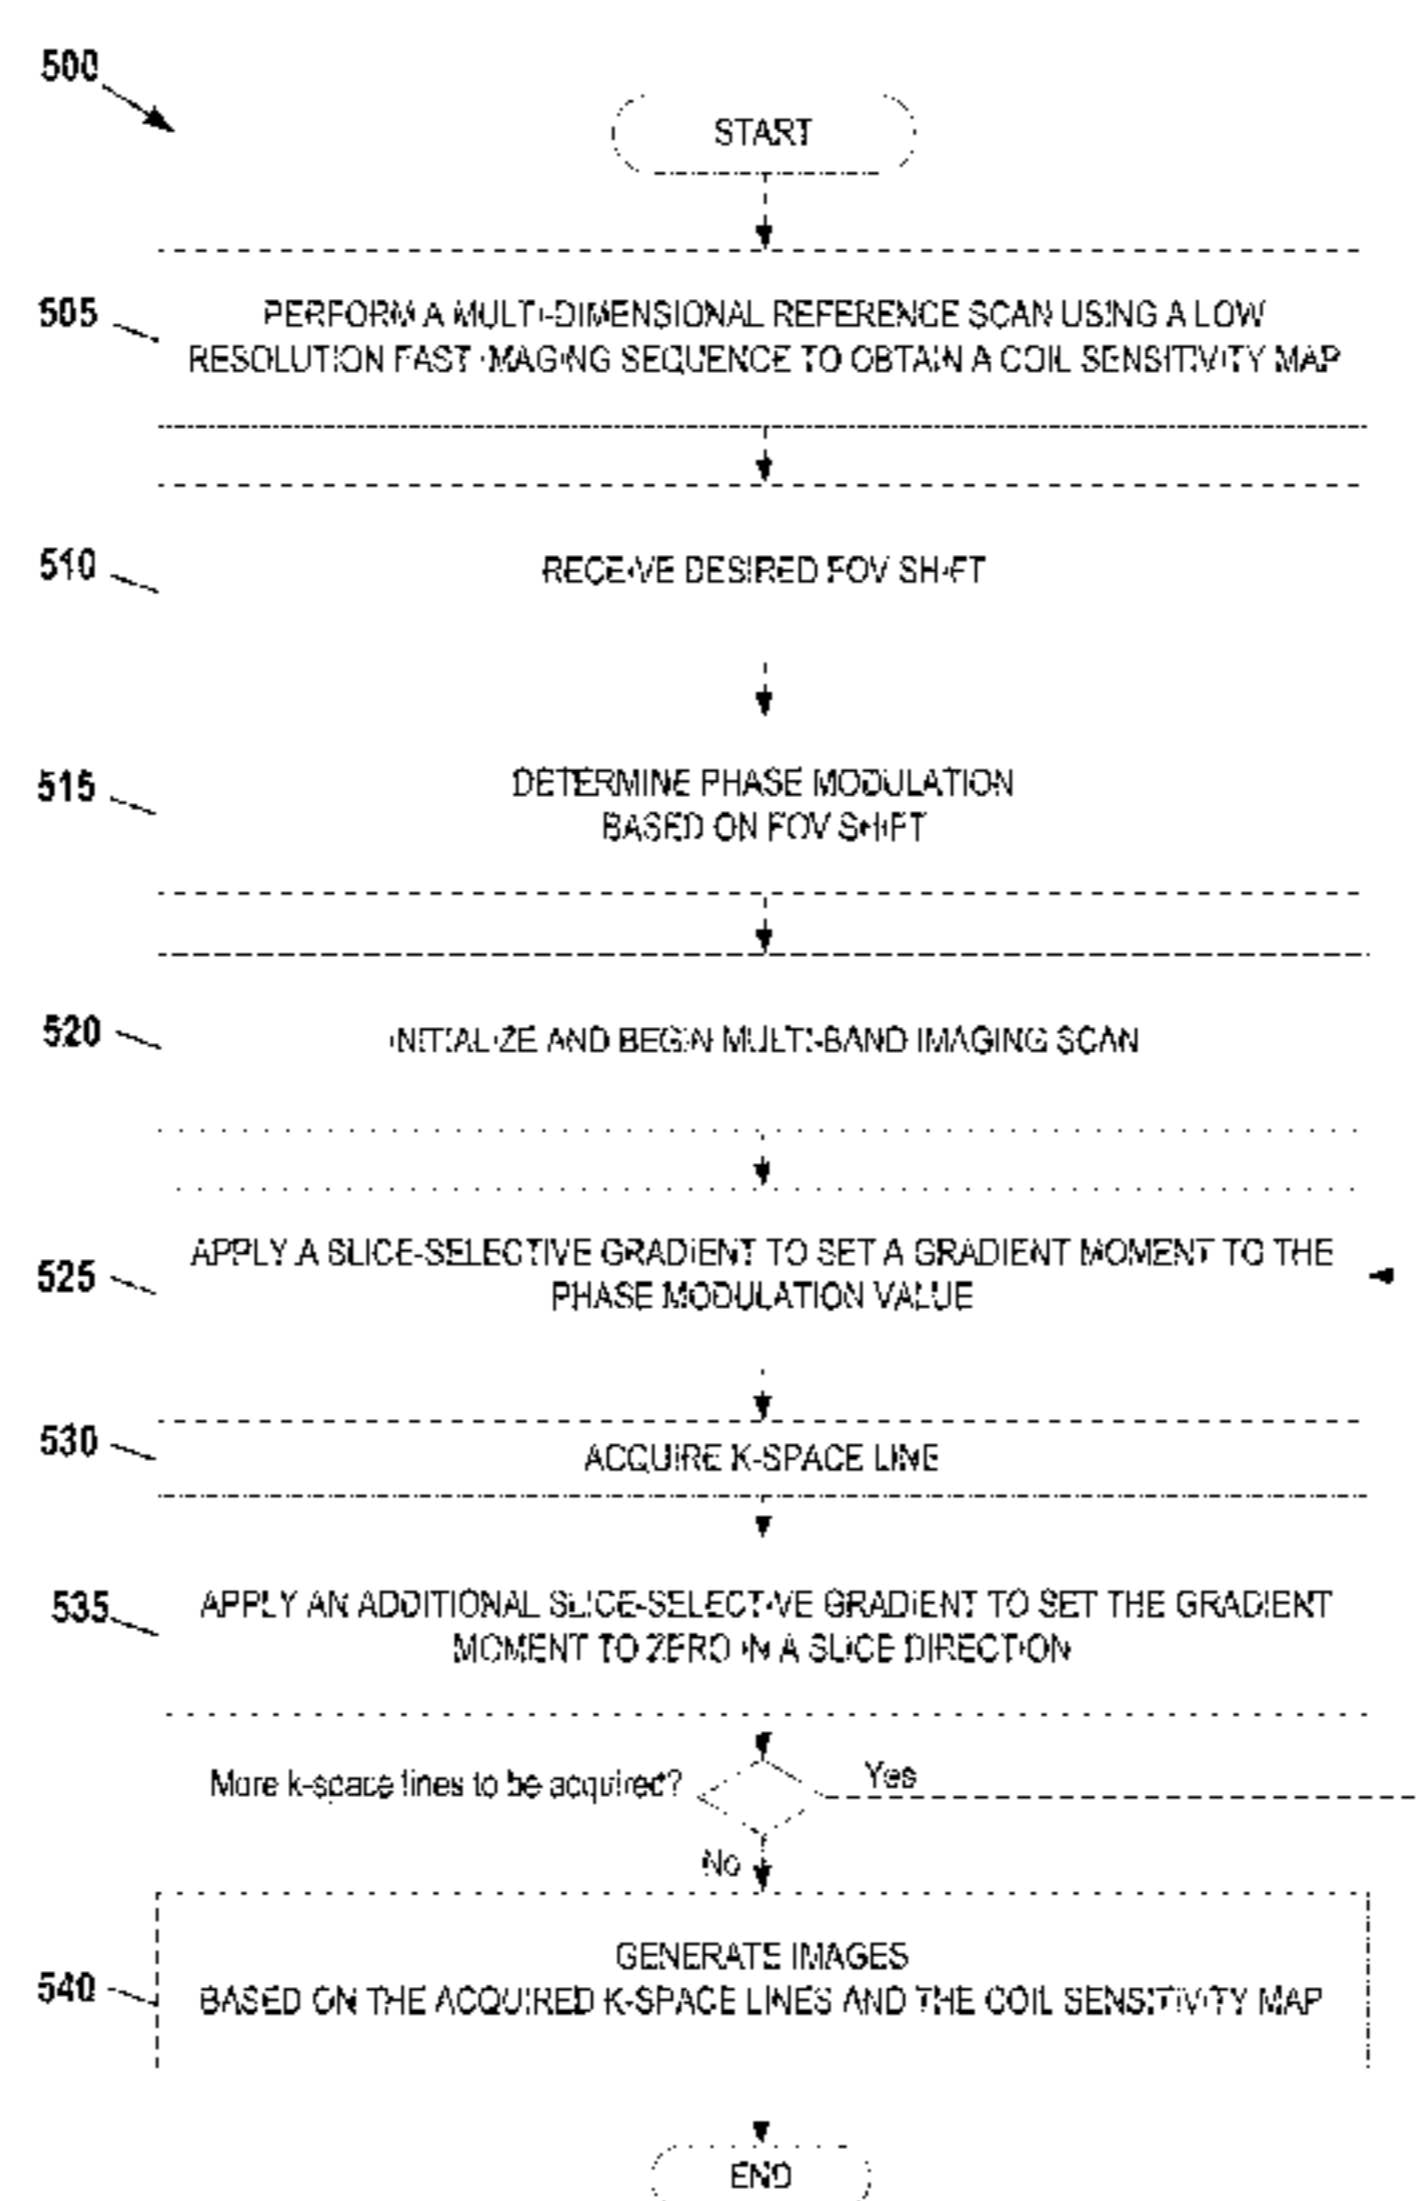 500
START
505
PERFORM A MULTI-DIMENSIONAL REFERENCE SCAN USING A LOW
RESOLUTION FAST IMAGING SEQUENCE TO OBTAIN A COIL SENSITIVITY MAP
510
RECEIVE DESIRED FOV SHIFT
515
DETERMINE PHASE MODULATION
BASED ON FOV SHIFT
520
INITIALIZE AND BEGIN MULTI-BAND IMAGING SCAN
525
APPLY A SLICE-SELECTIVE GRADIENT TO SET A GRADIENT MOMENT TO THE
PHASE MODULATION VALUE
530
ACQUIRE K-SPACE LINE
535
APPLY AN ADDITIONAL SLICE-SELECTIVE GRADIENT TO SET THE GRADIENT
MOMENT TO ZERO IN A SLICE DIRECTION
More k-space lines to be acquired?
Yes
No
540
GENERATE IMAGES
BASED ON THE ACQUIRED K-SPACE LINES AND THE COIL SENSITIVITY MAP
END